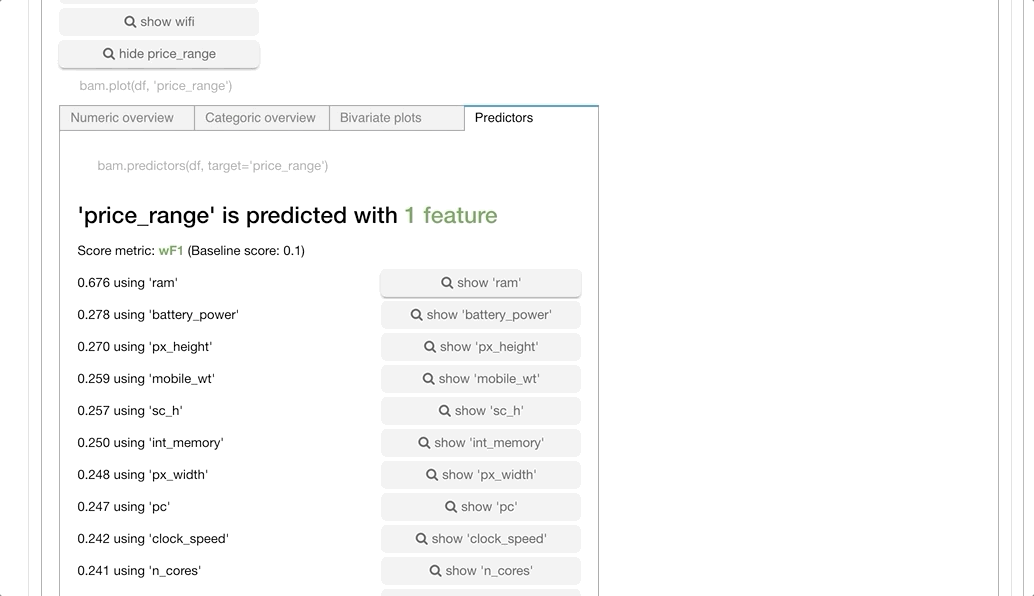 show wifi
hide price_range
bam.plot(df, 'price_range')
Numeric overview Categoric overview Bivariate plots Predictors
bam.predictors(df, target='price_range')
'price_range' is predicted with 1 feature
Score metric: wF1 (Baseline score: 0.1)
0.676 using 'ram' show 'ram'
0.278 using 'battery_power' show 'battery_power'
0.270 using 'px_height' show 'px_height'
0.259 using 'mobile_wt' show 'mobile_wt'
0.257 using 'sc_h' show 'sc_h'
0.250 using 'int_memory' show 'int_memory'
0.248 using 'px_width' show 'px_width'
0.247 using 'pc' show 'pc'
0.242 using 'clock_speed' show 'clock_speed'
0.241 using 'n_cores' show 'n_cores'